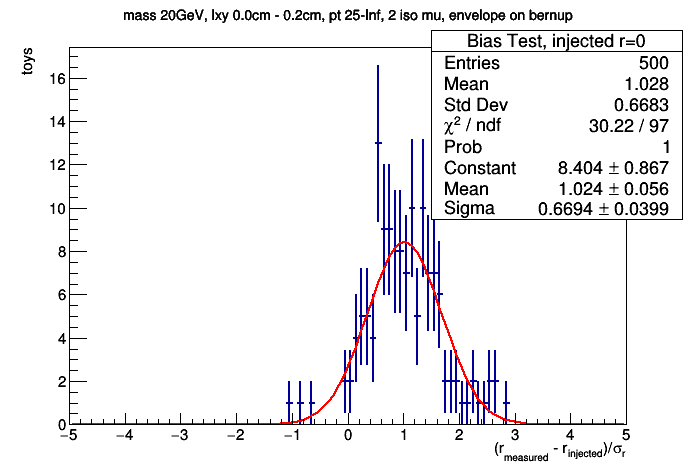 mass 20GeV, lxy 0.0cm - 0.2cm, pt 25-Inf, 2 iso mu, envelope on bernup
Bias Test, injected r=0
Entries 500
Mean 1.028
Std Dev 0.6683
χ² / ndf 30.22 / 97
Prob 1
Constant 8.404 ± 0.867
Mean 1.024 ± 0.056
Sigma 0.6694 ± 0.0399
toys
16
14
12
10
8
6
4
2
0
−5 −4 −3 −2 −1 0 1 2 3 4 5
(r_measured - r_injected)/σ_r